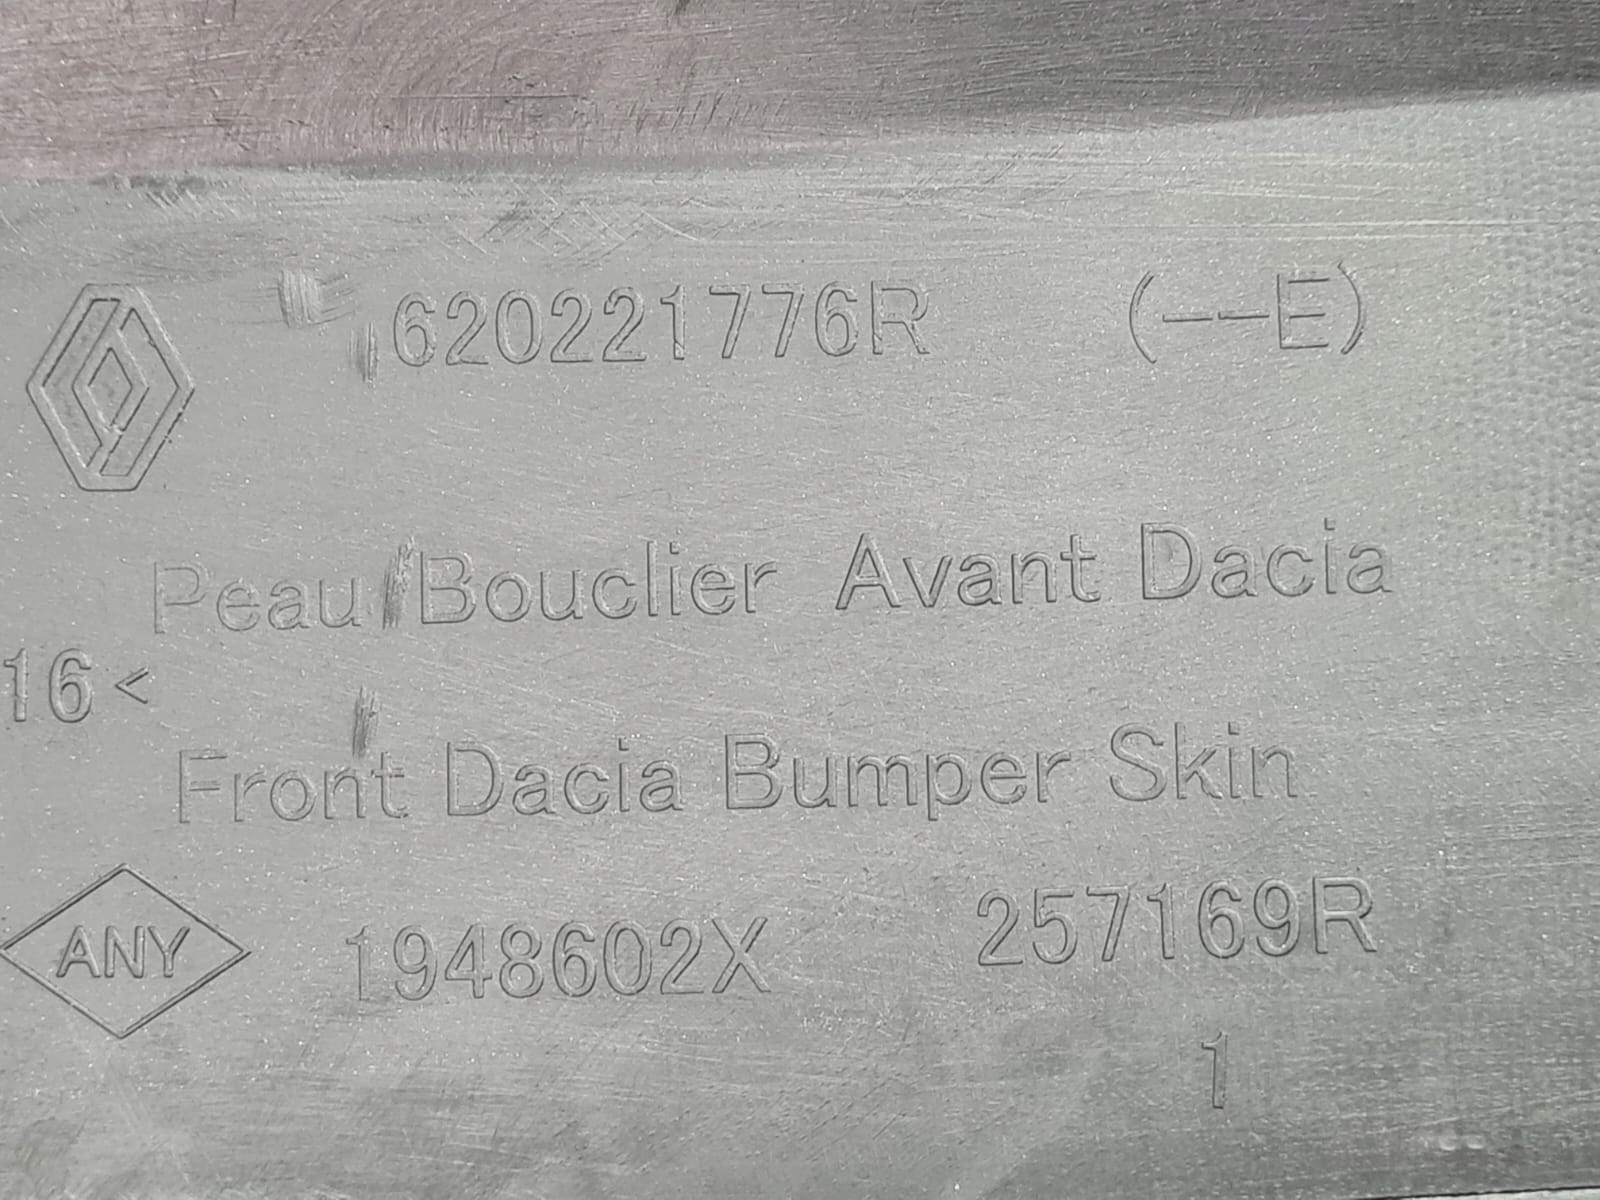 620221776R (--E)
Peau Bouclier Avant Dacia
16<
Front Dacia Bumper Skin
ANY 1948602X 257169R
1